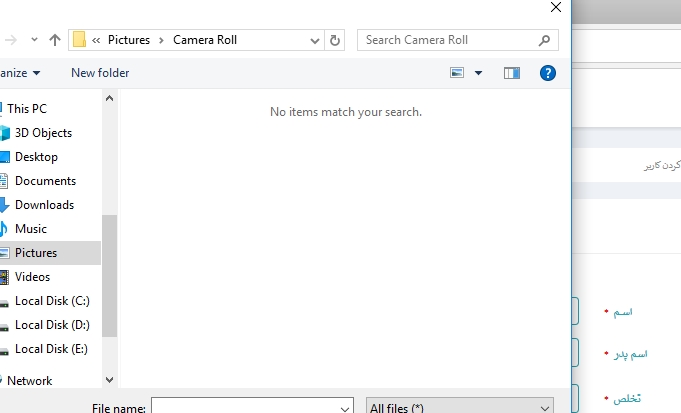 « Pictures > Camera Roll
Search Camera Roll
anize
New folder
No items match your search.
This PC
3D Objects
Desktop
Documents
Downloads
Music
Pictures
Videos
Local Disk (C:)
Local Disk (D:)
Local Disk (E:)
Network
File name:
All files (*)
کردن کاربر
اسم *
اسم پدر *
تخلص *